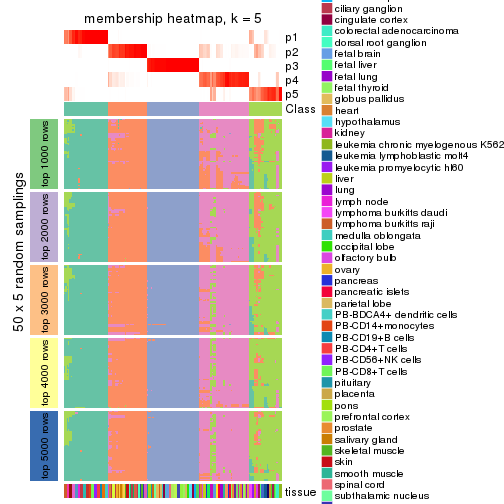 membership heatmap, k = 5
p1
p2
p3
p4
p5
Class
50 x 5 random samplings
top 1000 rows
top 2000 rows
top 3000 rows
top 4000 rows
top 5000 rows
tissue
ciliary ganglion
cingulate cortex
colorectal adenocarcinoma
dorsal root ganglion
fetal brain
fetal liver
fetal lung
fetal thyroid
globus pallidus
heart
hypothalamus
kidney
leukemia chronic myelogenous K562
leukemia lymphoblastic molt4
leukemia promyelocytic hl60
liver
lung
lymph node
lymphoma burkitts daudi
lymphoma burkitts raji
medulla oblongata
occipital lobe
olfactory bulb
ovary
pancreas
pancreatic islets
parietal lobe
PB-BDCA4+ dendritic cells
PB-CD14+monocytes
PB-CD19+B cells
PB-CD4+T cells
PB-CD56+NK cells
PB-CD8+T cells
pituitary
placenta
pons
prefrontal cortex
prostate
salivary gland
skeletal muscle
skin
smooth muscle
spinal cord
subthalamic nucleus